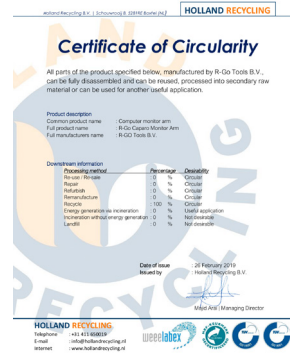 Holland Recycling B.V. | Schouwrooij 8, 5281RE Boxtel (NL)
HOLLAND RECYCLING
Certificate of Circularity
All parts of the product specified below, manufactured by R-Go Tools B.V.,
can be fully disassembled and can be reused, processed into secondary raw
material or can be used for another useful application.
Product description
Common product name : Computer monitor arm
Full product name : R-Go Caparo Monitor Arm
Full manufacturers name : R-GO Tools B.V.
Downstream information
Processing method Percentage Desirability
Re-use / Re-sale : 0 % Circular
Repair : 0 % Circular
Refurbish : 0 % Circular
Remanufacture : 0 % Circular
Recycle : 100 % Circular
Energy generation via incineration : 0 % Useful application
Incineration without energy generation : 0 % Not desirable
Landfill : 0 % Not desirable
Date of issue : 26 February 2019
Issued by : Holland Recycling B.V.
Managing Director
HOLLAND RECYCLING
Telephone : +31 411 650019
E-mail : info@hollandrecycling.nl
Internet : www.hollandrecycling.nl
weeelabex